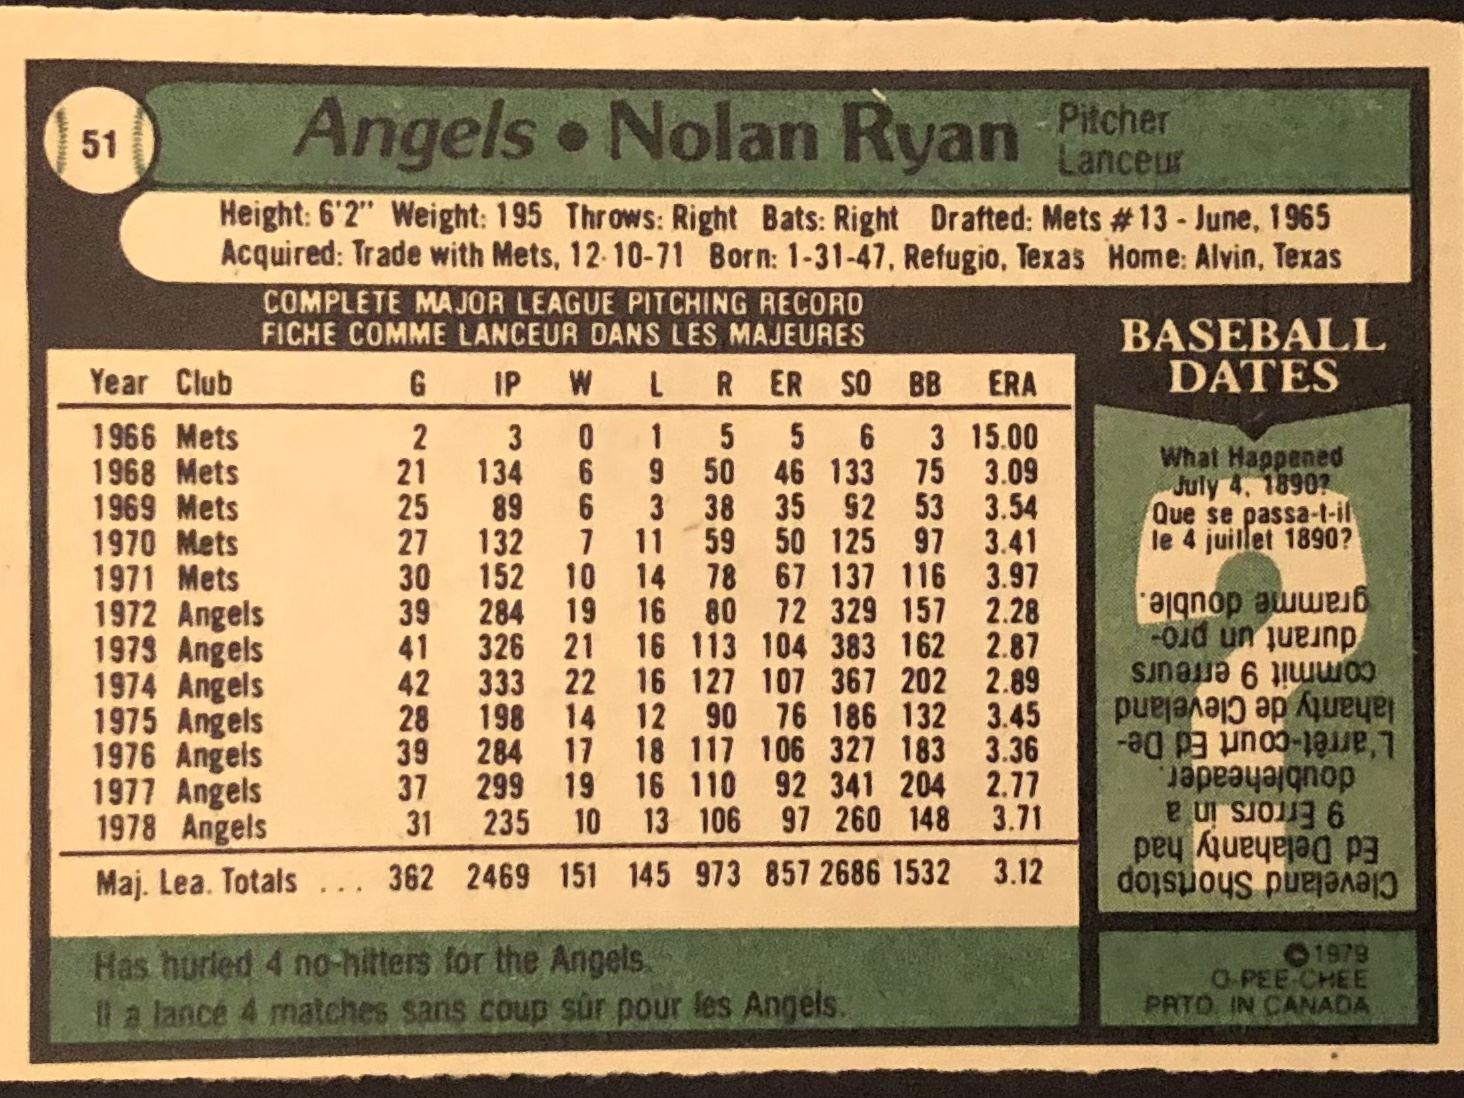 51
Angels • Nolan Ryan Pitcher
Lanceur
Height: 6'2" Weight: 195 Throws: Right Bats: Right Drafted: Mets #13 - June, 1965
Acquired: Trade with Mets, 12-10-71 Born: 1-31-47, Refugio, Texas Home: Alvin, Texas
COMPLETE MAJOR LEAGUE PITCHING RECORD
FICHE COMME LANCEUR DANS LES MAJEURES
Year Club G IP W L R ER SO BB ERA
1966 Mets 2 3 0 1 5 5 6 3 15.00
1968 Mets 21 134 6 9 50 46 133 75 3.09
1969 Mets 25 89 6 3 38 35 92 53 3.54
1970 Mets 27 132 7 11 59 50 125 97 3.41
1971 Mets 30 152 10 14 78 67 137 116 3.97
1972 Angels 39 284 19 16 80 72 329 157 2.28
1973 Angels 41 326 21 16 113 104 383 162 2.87
1974 Angels 42 333 22 16 127 107 367 202 2.89
1975 Angels 28 198 14 12 90 76 186 132 3.45
1976 Angels 39 284 17 18 117 106 327 183 3.36
1977 Angels 37 299 19 16 110 92 341 204 2.77
1978 Angels 31 235 10 13 106 97 260 148 3.71
Maj. Lea. Totals ... 362 2469 151 145 973 857 2686 1532 3.12
Has hurled 4 no-hitters for the Angels.
Il a lancé 4 matches sans coup sûr pour les Angels.
BASEBALL
DATES
What Happened
July 4, 1890?
Que se passa-t-il
le 4 juillet 1890?
Cleveland Shortstop
Ed Delahanty had
9 Errors in a
doubleheader.
L'arrêt-court Ed De-
lahanty de Cleveland
commit 9 erreurs
durant un pro-
gramme double.
© 1979
O-PEE-CHEE
PRTD. IN CANADA